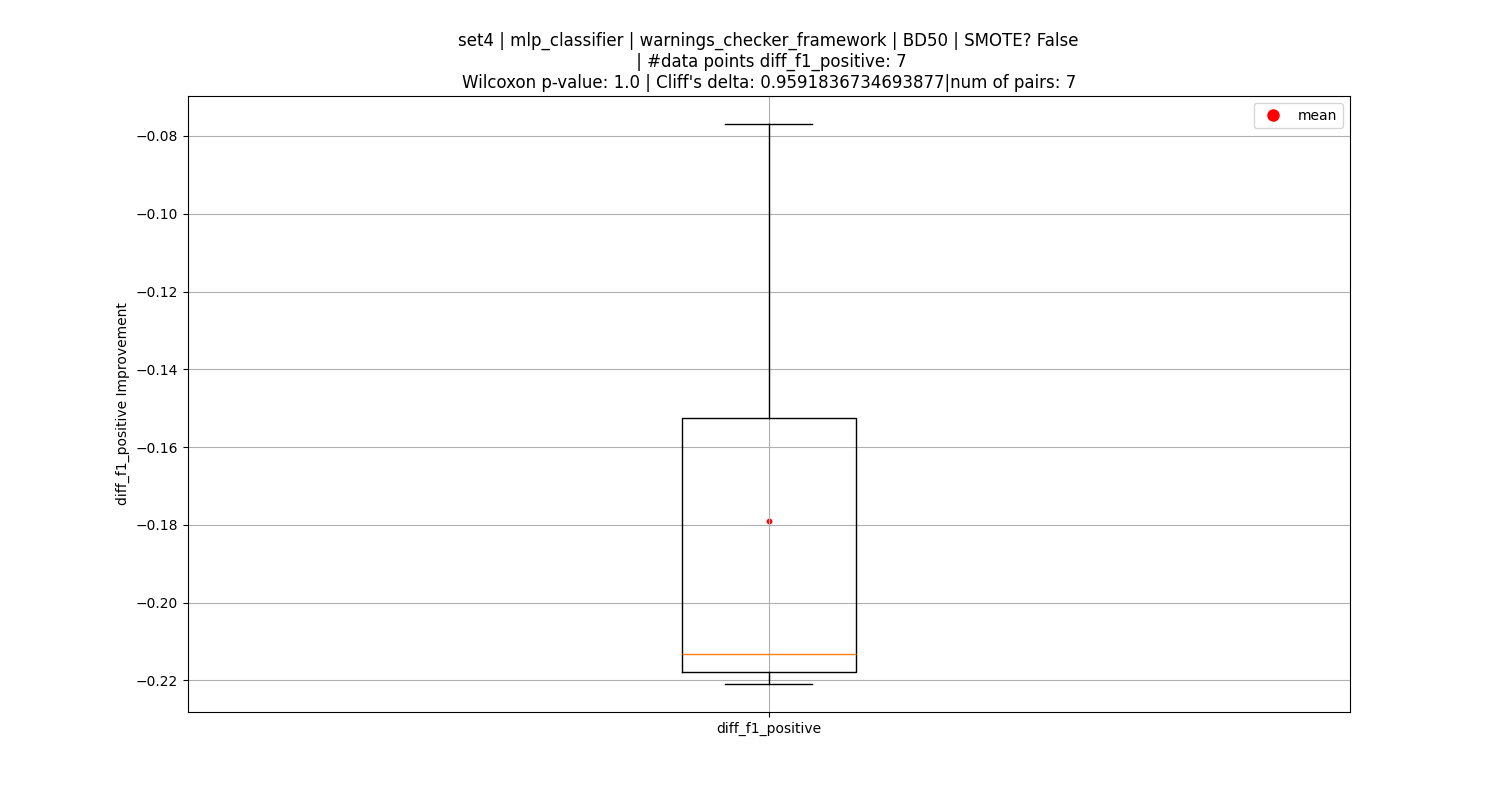 set4 | mlp_classifier | warnings_checker_framework | BD50 | SMOTE? False
| #data points diff_f1_positive: 7
Wilcoxon p-value: 1.0 | Cliff's delta: 0.9591836734693877|num of pairs: 7
mean
−0.08
−0.10
−0.12
−0.14
−0.16
−0.18
−0.20
−0.22
diff_f1_positive Improvement
diff_f1_positive